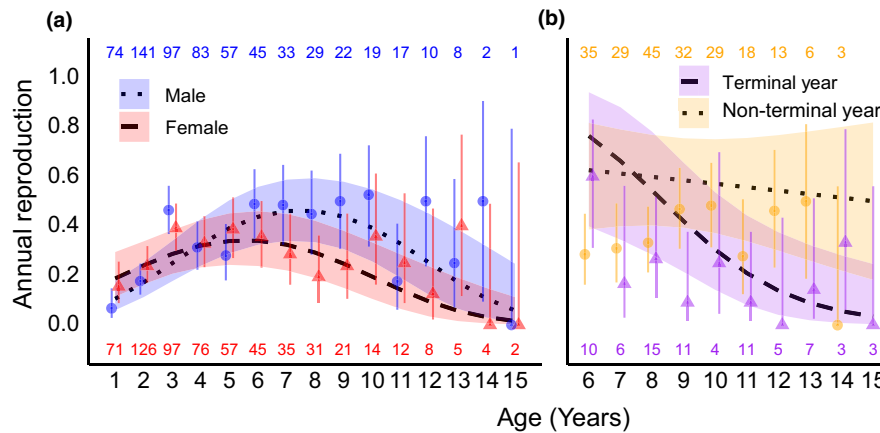 (a)
(b)
74 141 97 83 57 45 33 29 22 19 17 10 8 2 1
35 29 45 32 29 18 13 6 3
1.0
0.8
0.6
0.4
0.2
0.0
Annual reproduction
Male
Female
Terminal year
Non-terminal year
71 126 97 76 57 45 35 31 21 14 12 8 5 4 2
10 6 15 11 4 11 5 7 3 3
1 2 3 4 5 6 7 8 9 10 11 12 13 14 15
6 7 8 9 10 11 12 13 14 15
Age (Years)